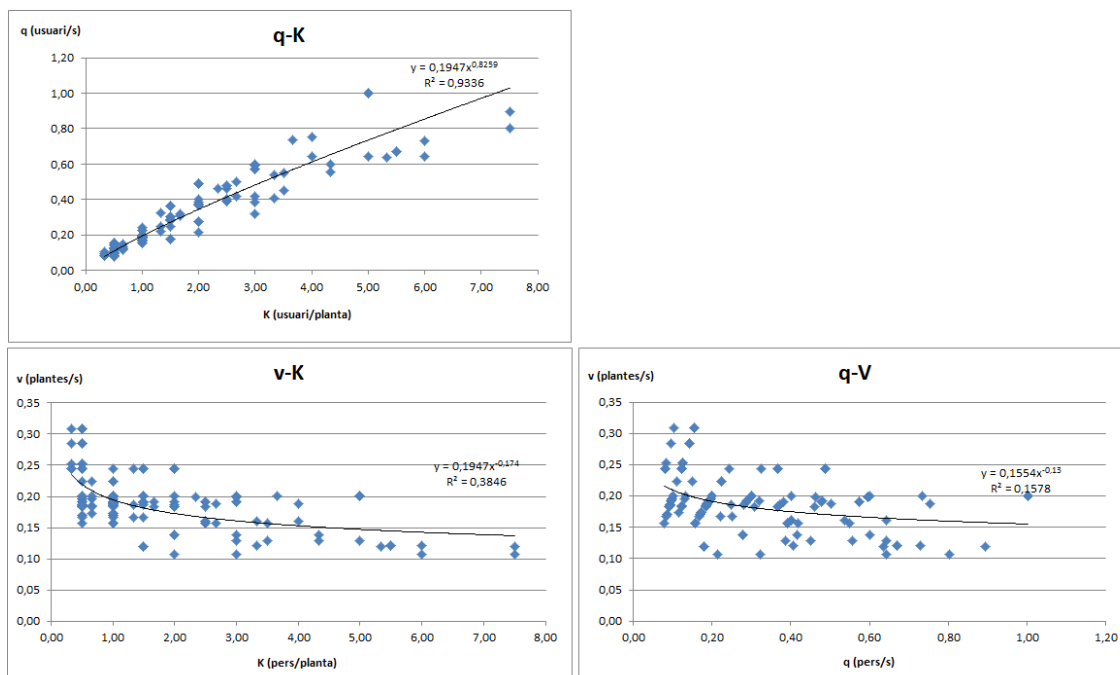 q (usuari/s)
q-K
1,20
1,00
0,80
0,60
0,40
0,20
0,00
y = 0,1947x^0,8259
R² = 0,9336
0,00 1,00 2,00 3,00 4,00 5,00 6,00 7,00 8,00
K (usuari/planta)
v (plantes/s)
v-K
0,35
0,30
0,25
0,20
0,15
0,10
0,05
0,00
y = 0,1947x^-0,174
R² = 0,3846
0,00 1,00 2,00 3,00 4,00 5,00 6,00 7,00 8,00
K (pers/planta)
v (plantes/s)
q-V
0,35
0,30
0,25
0,20
0,15
0,10
0,05
0,00
y = 0,1554x^-0,13
R² = 0,1578
0,00 0,20 0,40 0,60 0,80 1,00 1,20
q (pers/s)